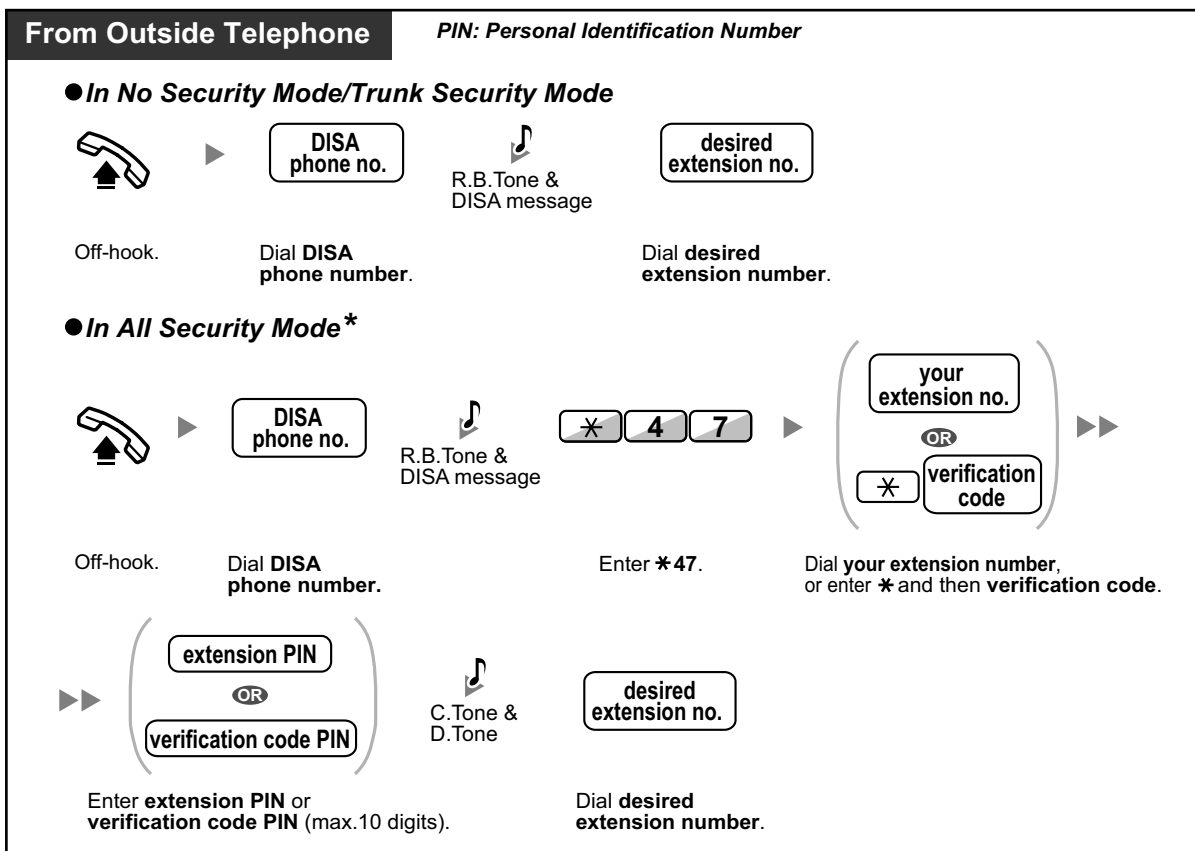 From Outside Telephone
PIN: Personal Identification Number
●In No Security Mode/Trunk Security Mode
DISA
phone no.
R.B.Tone &
DISA message
desired
extension no.
Off-hook.
Dial DISA
phone number.
Dial desired
extension number.
●In All Security Mode*
DISA
phone no.
R.B.Tone &
DISA message
* 4 7
your
extension no.
OR
* verification
code
Off-hook.
Dial DISA
phone number.
Enter *47.
Dial your extension number,
or enter * and then verification code.
extension PIN
OR
verification code PIN
C.Tone &
D.Tone
desired
extension no.
Enter extension PIN or
verification code PIN (max.10 digits).
Dial desired
extension number.